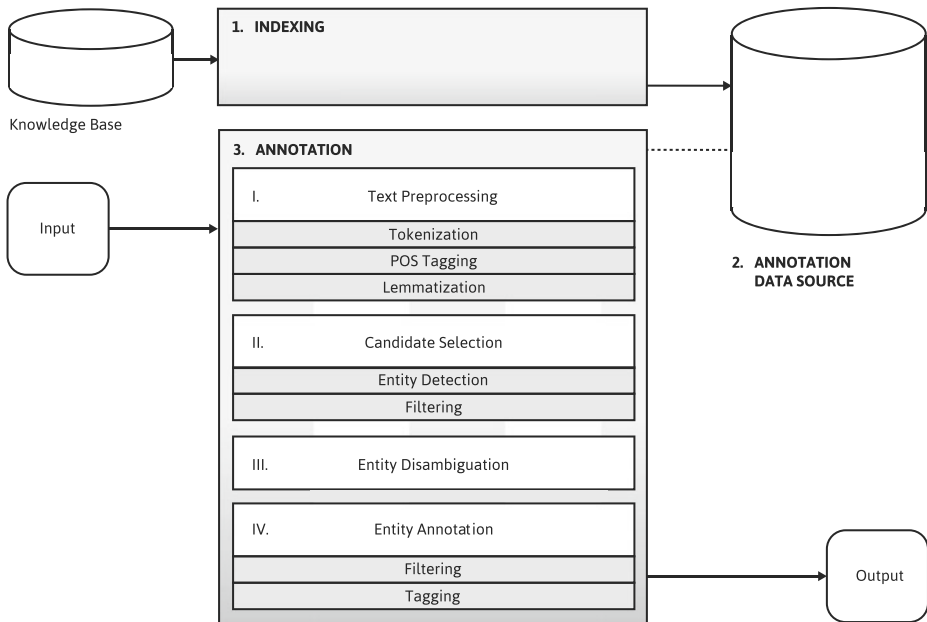 1. INDEXING
Knowledge Base
3. ANNOTATION
I. Text Preprocessing
Tokenization
POS Tagging
Lemmatization
Input
2. ANNOTATION
DATA SOURCE
II. Candidate Selection
Entity Detection
Filtering
III. Entity Disambiguation
IV. Entity Annotation
Filtering
Tagging
Output